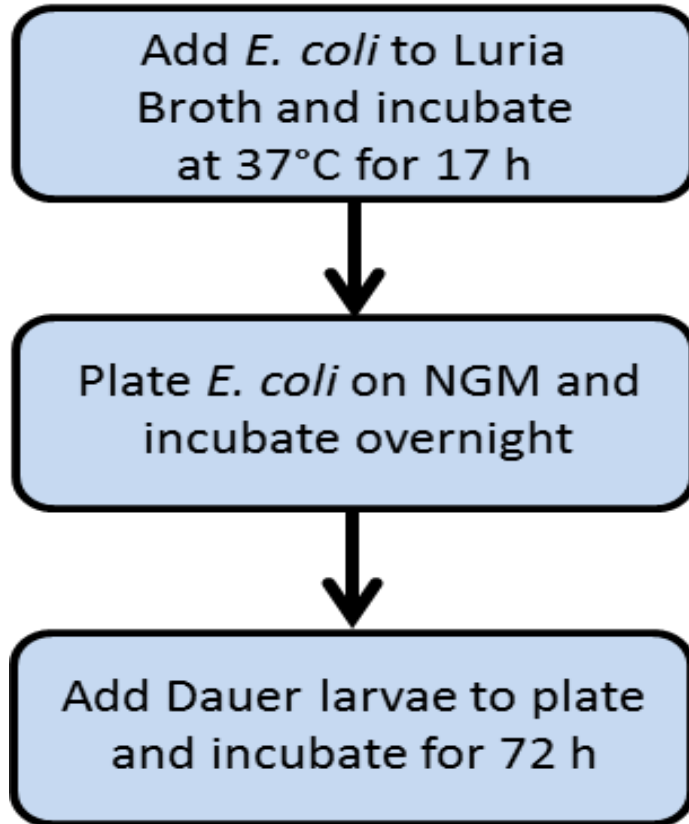 Add E. coli to Luria
Broth and incubate
at 37°C for 17 h
Plate E. coli on NGM and
incubate overnight
Add Dauer larvae to plate
and incubate for 72 h